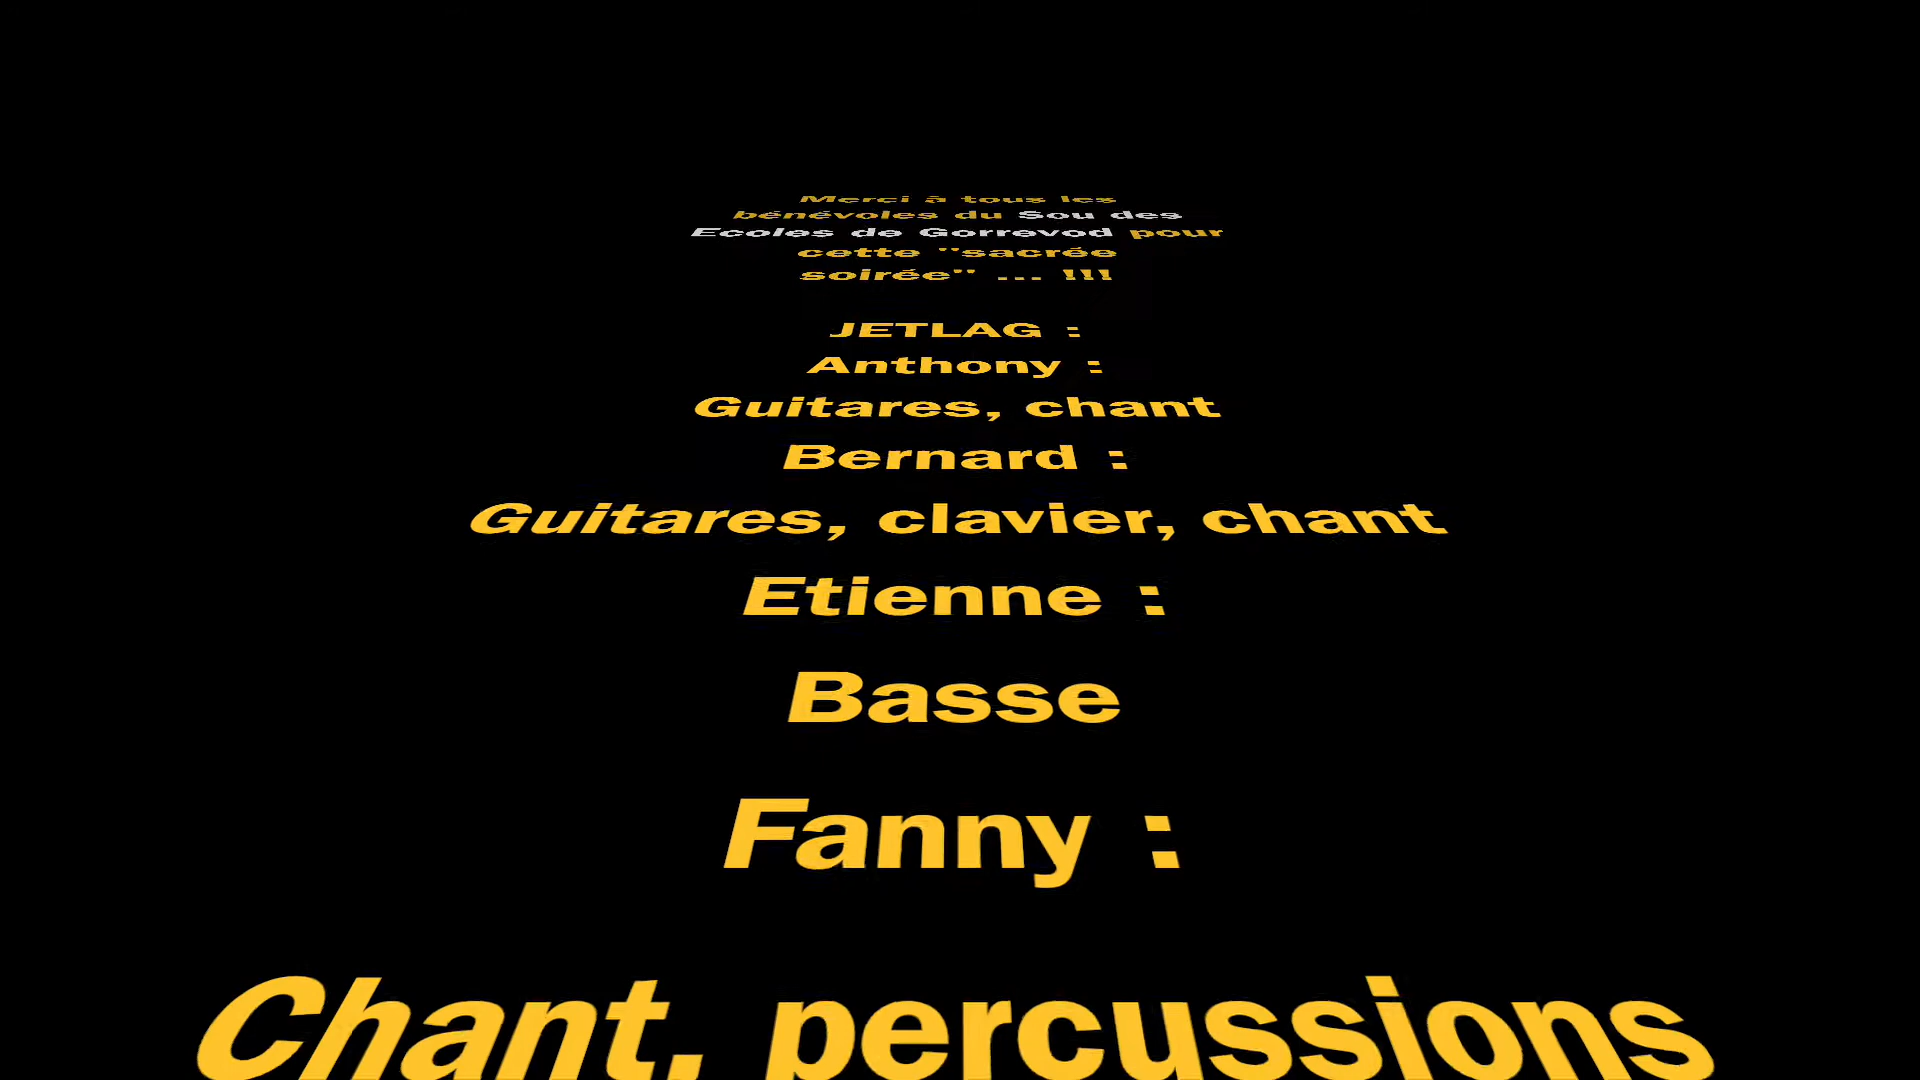 Merci à tous les
bénévoles du Sou des
Ecoles de Gorrevod pour
cette "sacrée
soirée" ... !!!
JETLAG :
Anthony :
Guitares, chant
Bernard :
Guitares, clavier, chant
Etienne :
Basse
Fanny :
Chant, percussions